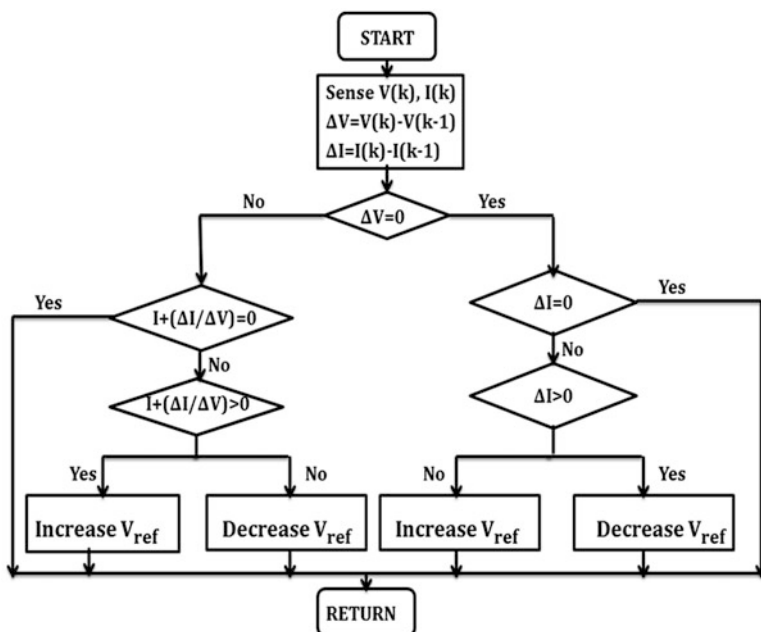 START
Sense V(k), I(k)
ΔV=V(k)-V(k-1)
ΔI=I(k)-I(k-1)
No
ΔV=0
Yes
Yes
I+(ΔI/ΔV)=0
ΔI=0
Yes
No
No
I+(ΔI/ΔV)>0
ΔI>0
Yes
No
No
Yes
Increase Vref
Decrease Vref
Increase Vref
Decrease Vref
RETURN